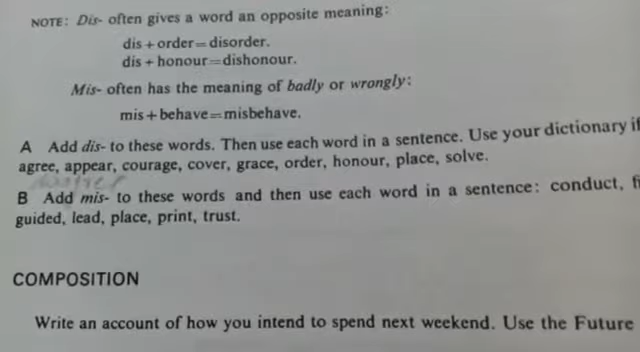 NOTE: Dis- often gives a word an opposite meaning:
dis + order = disorder.
dis + honour = dishonour.
Mis- often has the meaning of badly or wrongly:
mis + behave = misbehave.
A Add dis- to these words. Then use each word in a sentence. Use your dictionary if
agree, appear, courage, cover, grace, order, honour, place, solve.
B Add mis- to these words and then use each word in a sentence: conduct,
guided, lead, place, print, trust.
COMPOSITION
Write an account of how you intend to spend next weekend. Use the Future